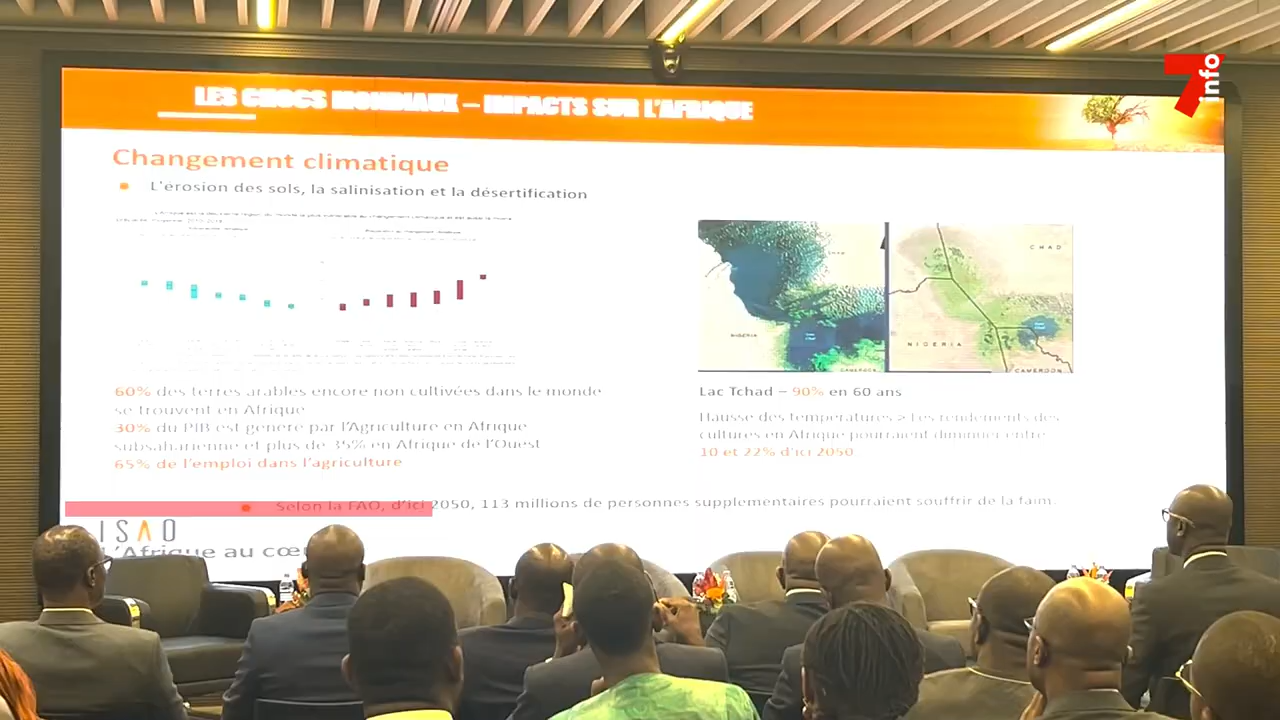 7info
LES CHOCS MONDIAUX – IMPACTS SUR L'AFRIQUE
Changement climatique
L'érosion des sols, la salinisation et la désertification
CHAD
NIGERIA
CAMEROON
CHAD
NIGERIA
CAMEROON
60% des terres arables encore non cultivées dans le monde
se trouvent en Afrique
30% du PIB est généré par l'Agriculture en Afrique
subsaharienne et plus de 35% en Afrique de l'Ouest
65% de l'emploi dans l'agriculture
Lac Tchad – 90% en 60 ans
Hausse des températures > Les rendements des
cultures en Afrique pourraient diminuer entre
10 et 22% d'ici 2050
Selon la FAO, d'ici 2050, 113 millions de personnes supplementaires pourraient souffrir de la faim.
ISAO
L'Afrique au cœu